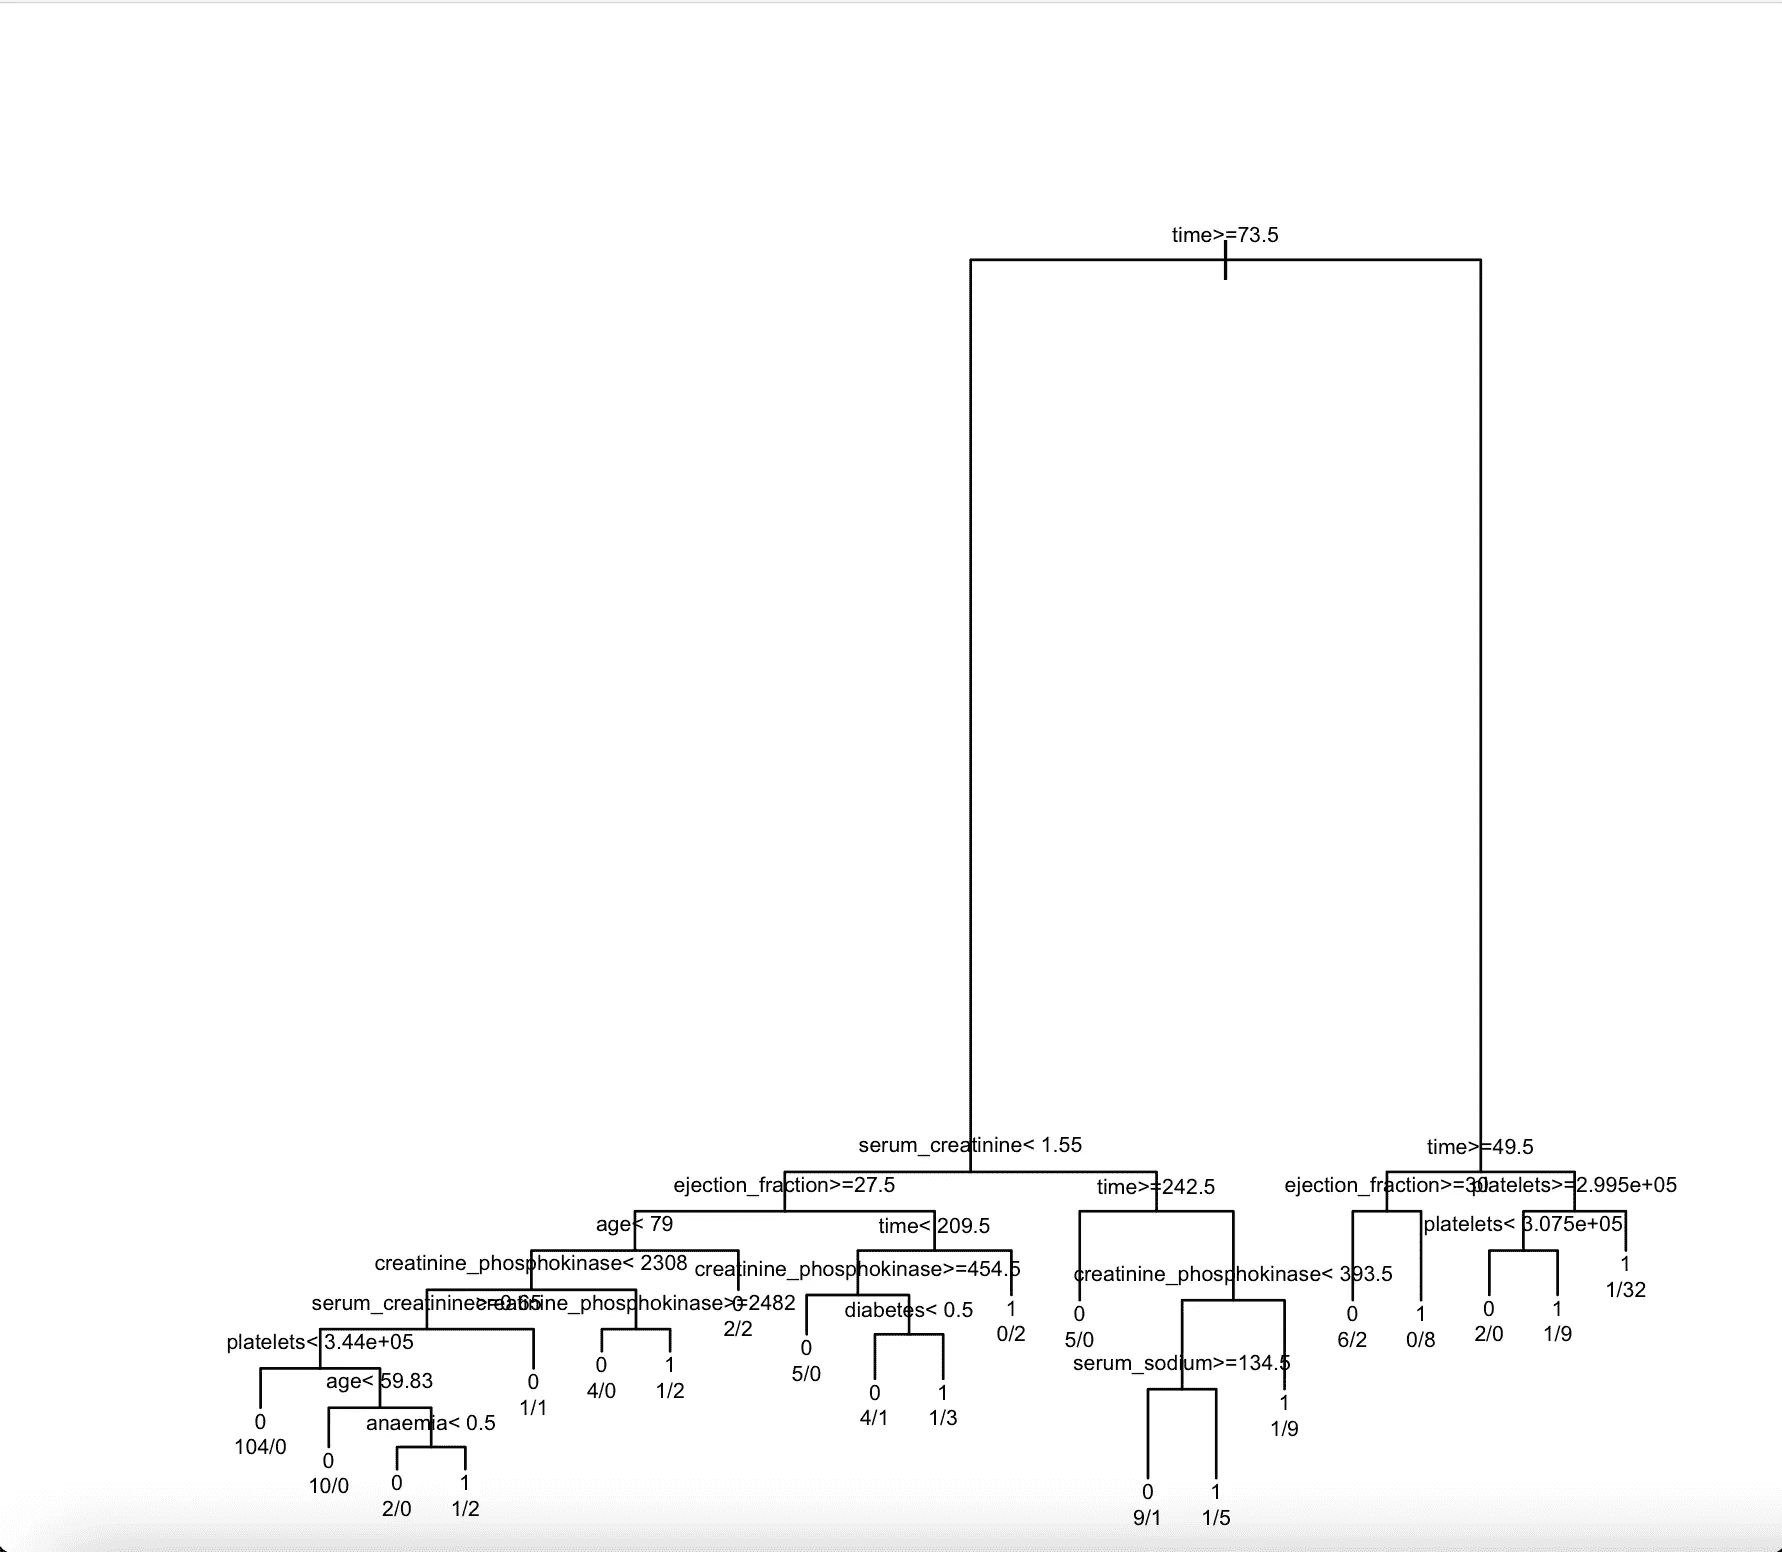 time>=73.5
serum_creatinine< 1.55
time>=49.5
ejection_fraction>=27.5
time>=242.5
ejection_fraction>=30
platelets>=2.995e+05
age< 79
time< 209.5
platelets< 3.075e+05
creatinine_phosphokinase< 2308
creatinine_phosphokinase>=454.5
creatinine_phosphokinase< 393.5
1
1/32
serum_creatinine>=0.65
creatinine_phosphokinase>=2482
0
2/2
diabetes< 0.5
1
0/2
0
5/0
0
6/2
1
0/8
0
2/0
1
1/9
platelets< 3.44e+05
0
5/0
serum_sodium>=134.5
0
4/0
1
1/2
age< 59.83
0
1/1
0
4/1
1
1/3
1
1/9
0
104/0
anaemia< 0.5
0
10/0
0
2/0
1
1/2
0
9/1
1
1/5